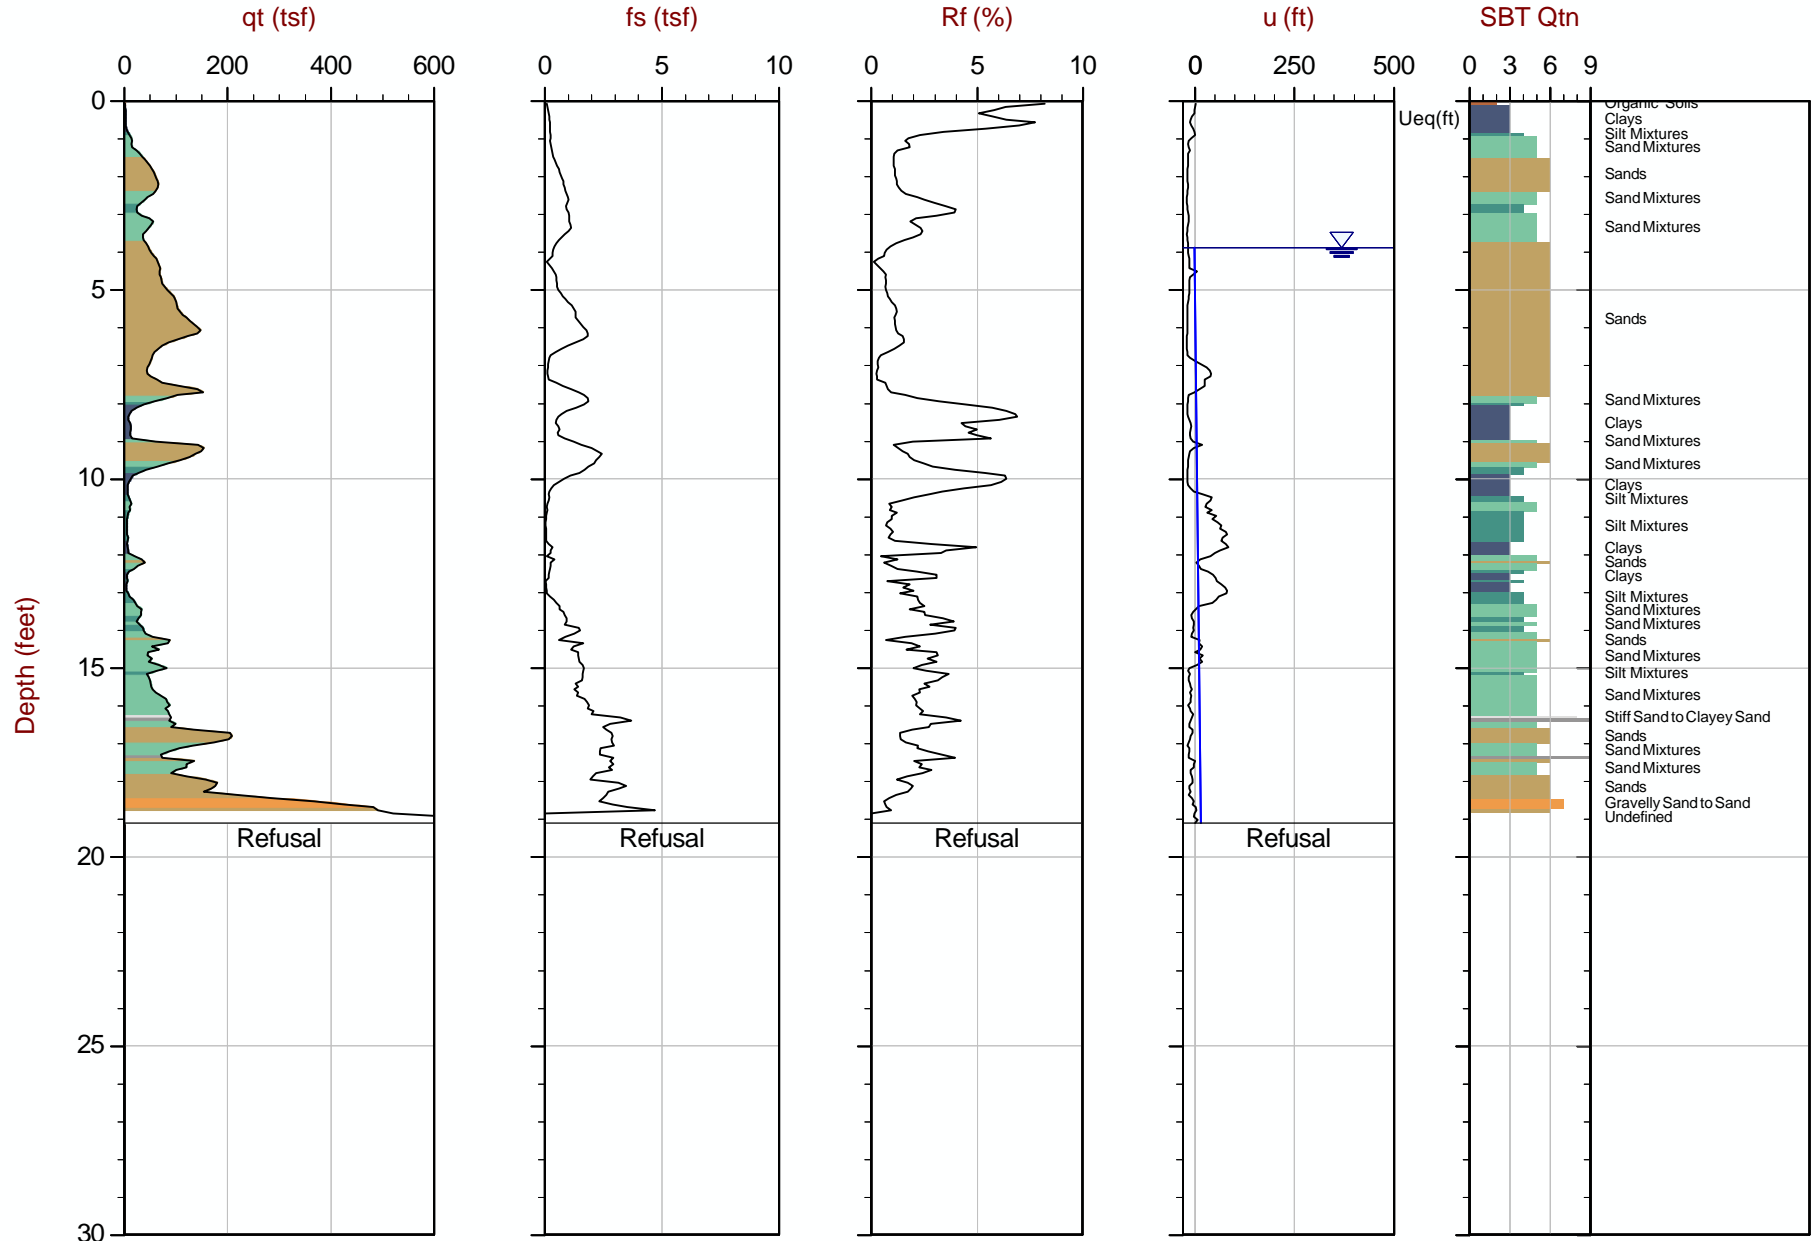 qt (tsf) fs (tsf) Rf (%) u (ft) SBT Qtn
0 200 400 600 0 5 10 0 5 10 0 250 500 0 3 6 9
0
5
10
15
20
25
30
Depth (feet)
Ueq(ft)
Organic Soils
Clays
Silt Mixtures
Sand Mixtures
Sands
Sand Mixtures
Sand Mixtures
Sands
Sand Mixtures
Clays
Sand Mixtures
Sand Mixtures
Clays
Silt Mixtures
Silt Mixtures
Clays
Sands
Clays
Silt Mixtures
Sand Mixtures
Sand Mixtures
Sands
Sand Mixtures
Silt Mixtures
Sand Mixtures
Stiff Sand to Clayey Sand
Sands
Sand Mixtures
Sand Mixtures
Sands
Gravelly Sand to Sand
Undefined
Refusal Refusal Refusal Refusal